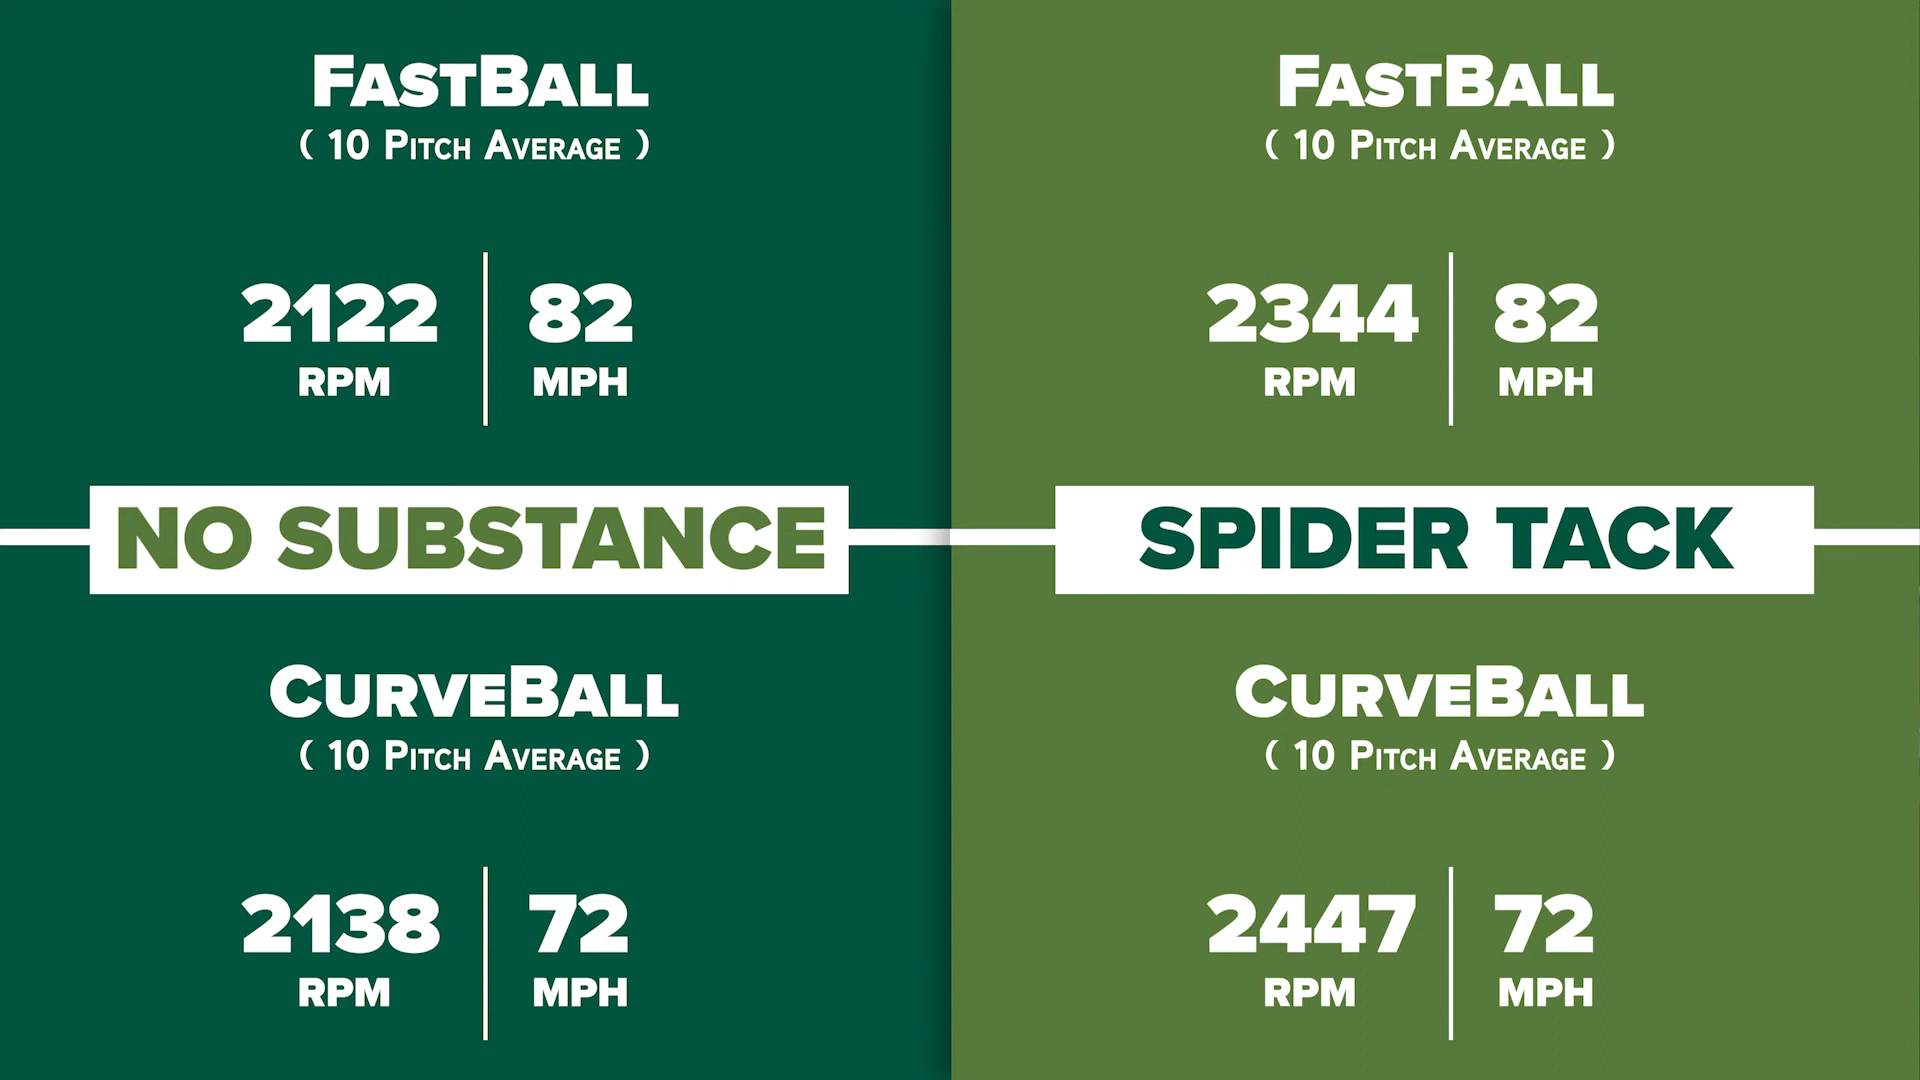 FASTBALL
( 10 PITCH AVERAGE )
2122 82
RPM MPH
NO SUBSTANCE
CURVEBALL
( 10 PITCH AVERAGE )
2138 72
RPM MPH
FASTBALL
( 10 PITCH AVERAGE )
2344 82
RPM MPH
SPIDER TACK
CURVEBALL
( 10 PITCH AVERAGE )
2447 72
RPM MPH